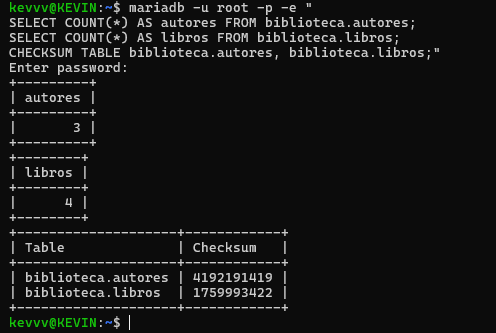 kevvv@KEVIN:~$ mariadb -u root -p -e "
SELECT COUNT(*) AS autores FROM biblioteca.autores;
SELECT COUNT(*) AS libros FROM biblioteca.libros;
CHECKSUM TABLE biblioteca.autores, biblioteca.libros;"
Enter password:
+---------+
| autores |
+---------+
|       3 |
+---------+
+--------+
| libros |
+--------+
|      4 |
+--------+
+--------------------+------------+
| Table              | Checksum   |
+--------------------+------------+
| biblioteca.autores | 4192191419 |
| biblioteca.libros  | 1759993422 |
+--------------------+------------+
kevvv@KEVIN:~$